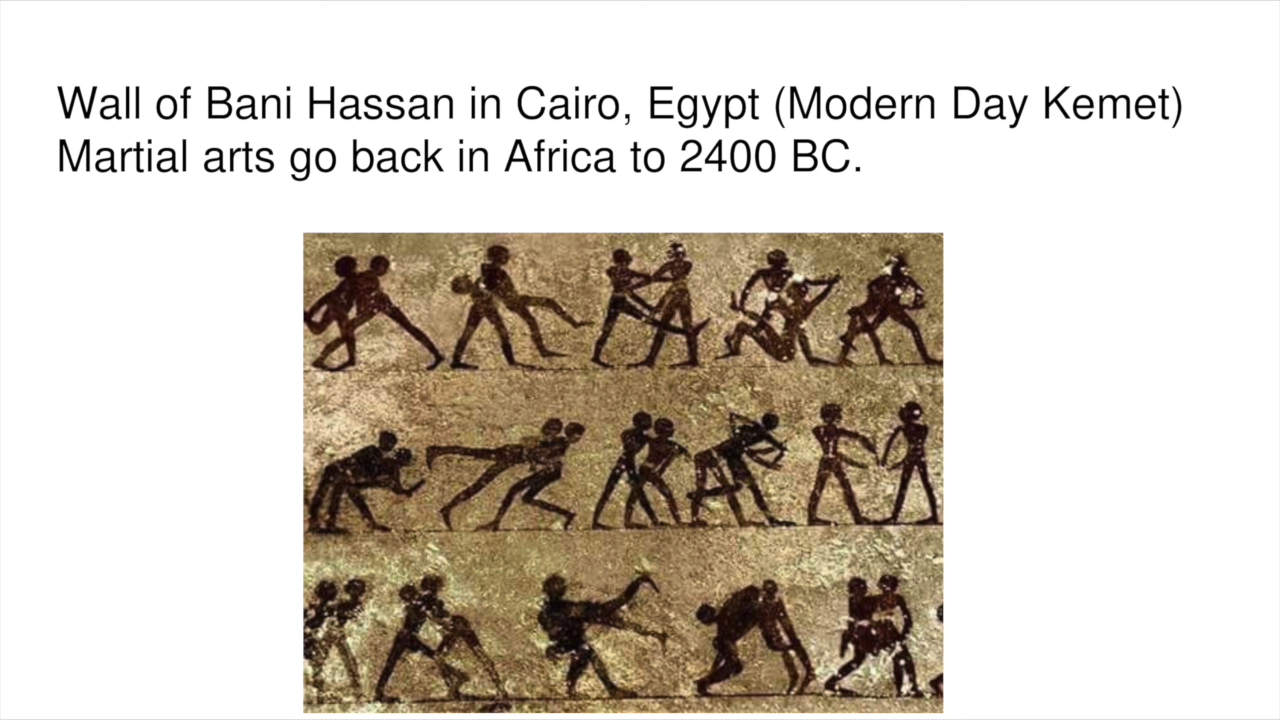 Wall of Bani Hassan in Cairo, Egypt (Modern Day Kemet)
Martial arts go back in Africa to 2400 BC.